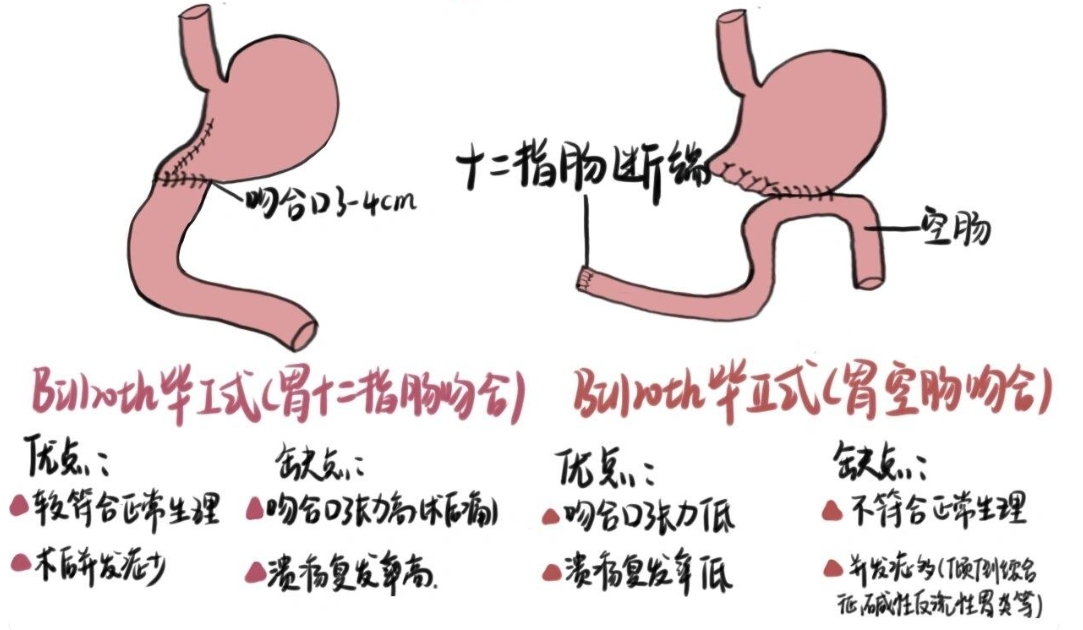 吻合口3-4cm
十二指肠断端
空肠
Billroth毕I式(胃十二指肠吻合)
优点:
较符合正常生理
术后并发症少
缺点:
吻合口张力高(术后痛)
溃疡复发率高.
Billroth毕II式(胃空肠吻合)
优点:
吻合口张力低
溃疡复发率低
缺点:
不符合正常生理
并发症多(倾倒综合
征碱性反流性胃炎等)